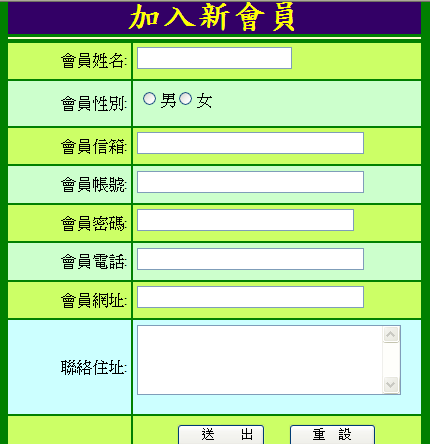 加入新會員
會員姓名:
會員性別: 男 女
會員信箱:
會員帳號:
會員密碼:
會員電話:
會員網址:
聯絡住址:
送 出 重 設